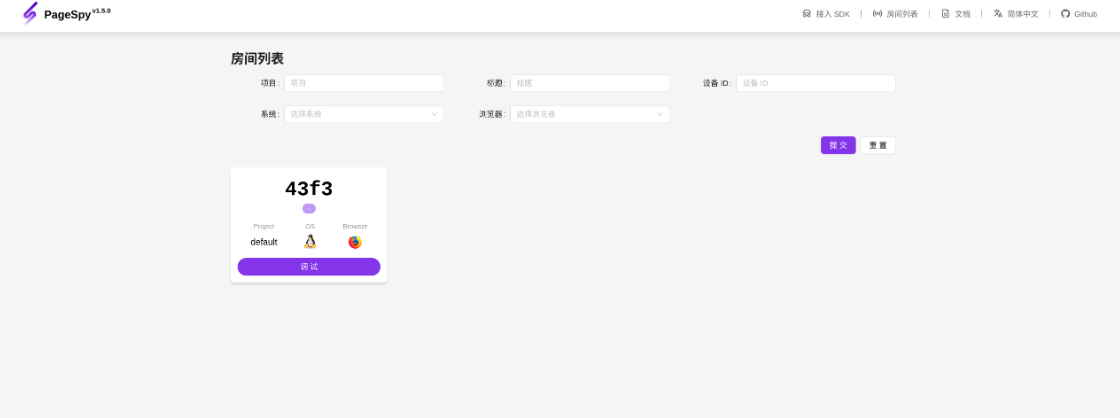 PageSpy v1.5.0
接入 SDK | 房间列表 | 文档 | 简体中文 | Github
房间列表
项目: 项目 标题: 标题 设备 ID: 设备 ID
系统: 选择系统 浏览器: 选择浏览器
提 交 重 置
43f3
Project OS Browser
default
调 试